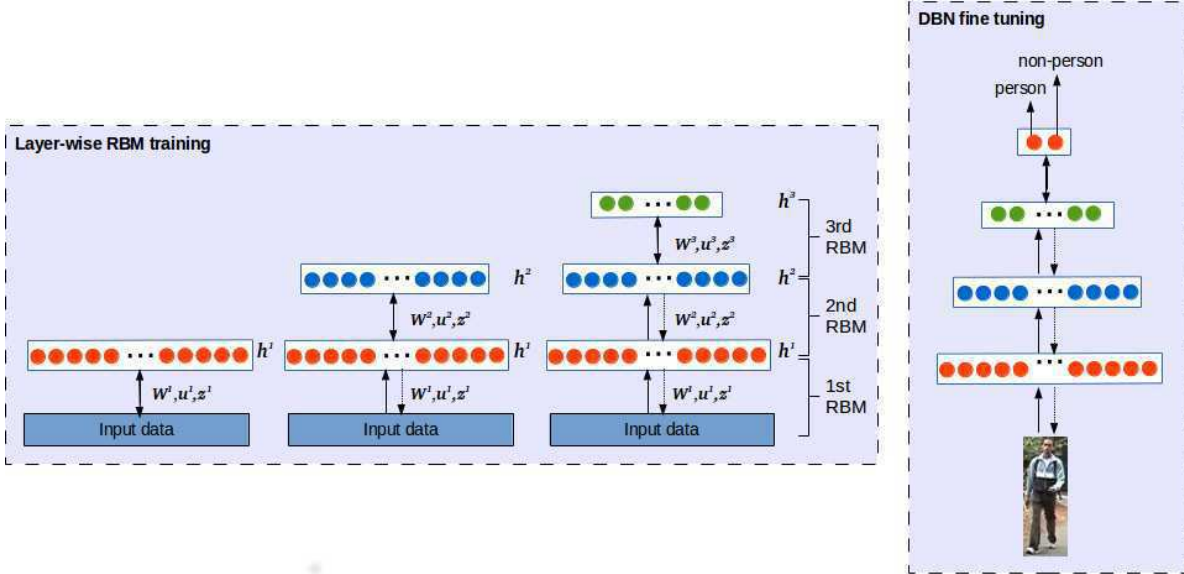 DBN fine tuning
non-person
person
Layer-wise RBM training
h³
W³,u³,z³
3rd
RBM
h²
h²
W²,u²,z²
W²,u²,z²
2nd
RBM
h¹
h¹
h¹
W¹,u¹,z¹
W¹,u¹,z¹
W¹,u¹,z¹
1st
RBM
Input data
Input data
Input data